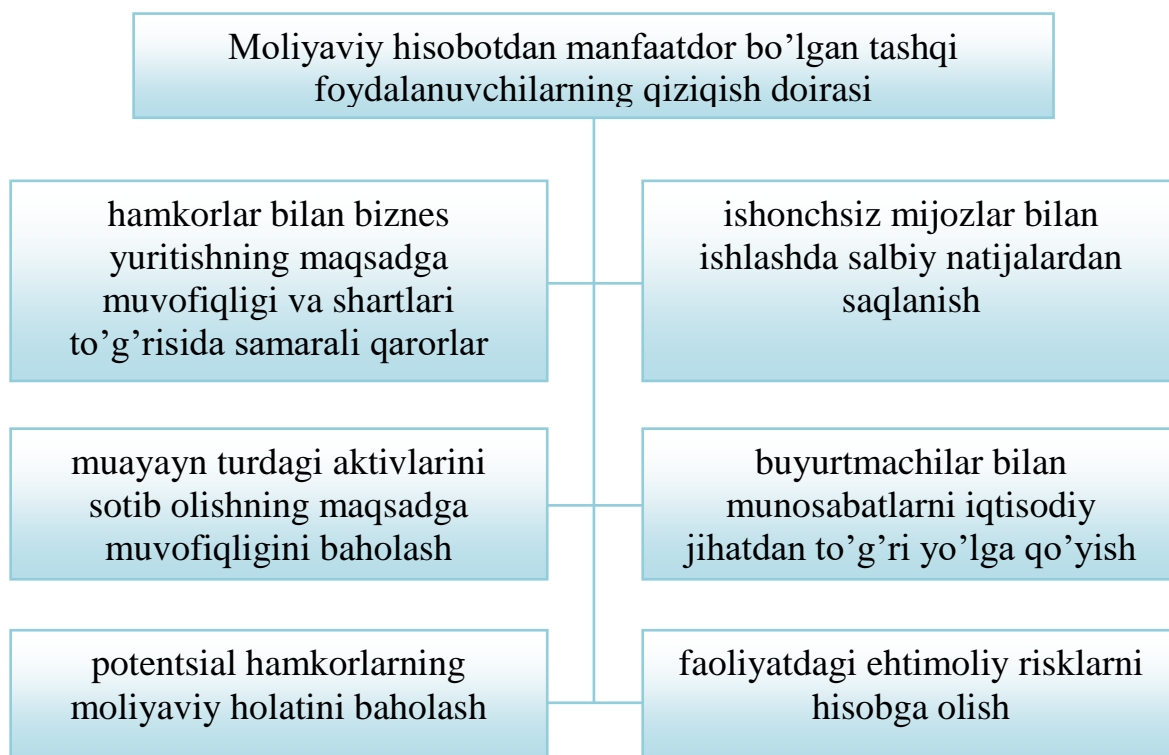 Moliyaviy hisobotdan manfaatdor bo’lgan tashqi
foydalanuvchilarning qiziqish doirasi
hamkorlar bilan biznes
yuritishning maqsadga
muvofiqligi va shartlari
to’g’risida samarali qarorlar
ishonchsiz mijozlar bilan
ishlashda salbiy natijalardan
saqlanish
muayayn turdagi aktivlarini
sotib olishning maqsadga
muvofiqligini baholash
buyurtmachilar bilan
munosabatlarni iqtisodiy
jihatdan to’g’ri yo’lga qo’yish
potentsial hamkorlarning
moliyaviy holatini baholash
faoliyatdagi ehtimoliy risklarni
hisobga olish